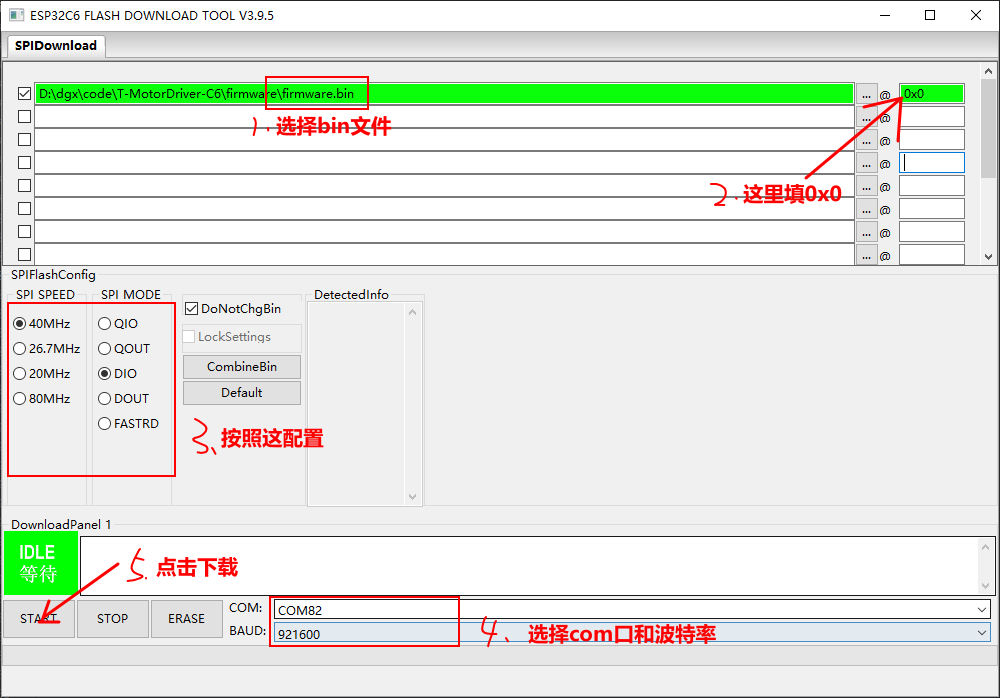 ESP32C6 FLASH DOWNLOAD TOOL V3.9.5
SPIDownload
D:\dgx\code\T-MotorDriver-C6\firmware\firmware.bin ... @ 0x0
... @
1.选择bin文件
... @
... @
... @
2.这里填0x0
... @
... @
... @
SPIFlashConfig
SPI SPEED
SPI MODE
DetectedInfo
40MHz
26.7MHz
20MHz
80MHz
QIO
QOUT
DIO
DOUT
FASTRD
DoNotChgBin
LockSettings
CombineBin
Default
3、按照这配置
DownloadPanel 1
IDLE
等待
5.点击下载
START
STOP
ERASE
COM: COM82
BAUD: 921600
4、选择com口和波特率